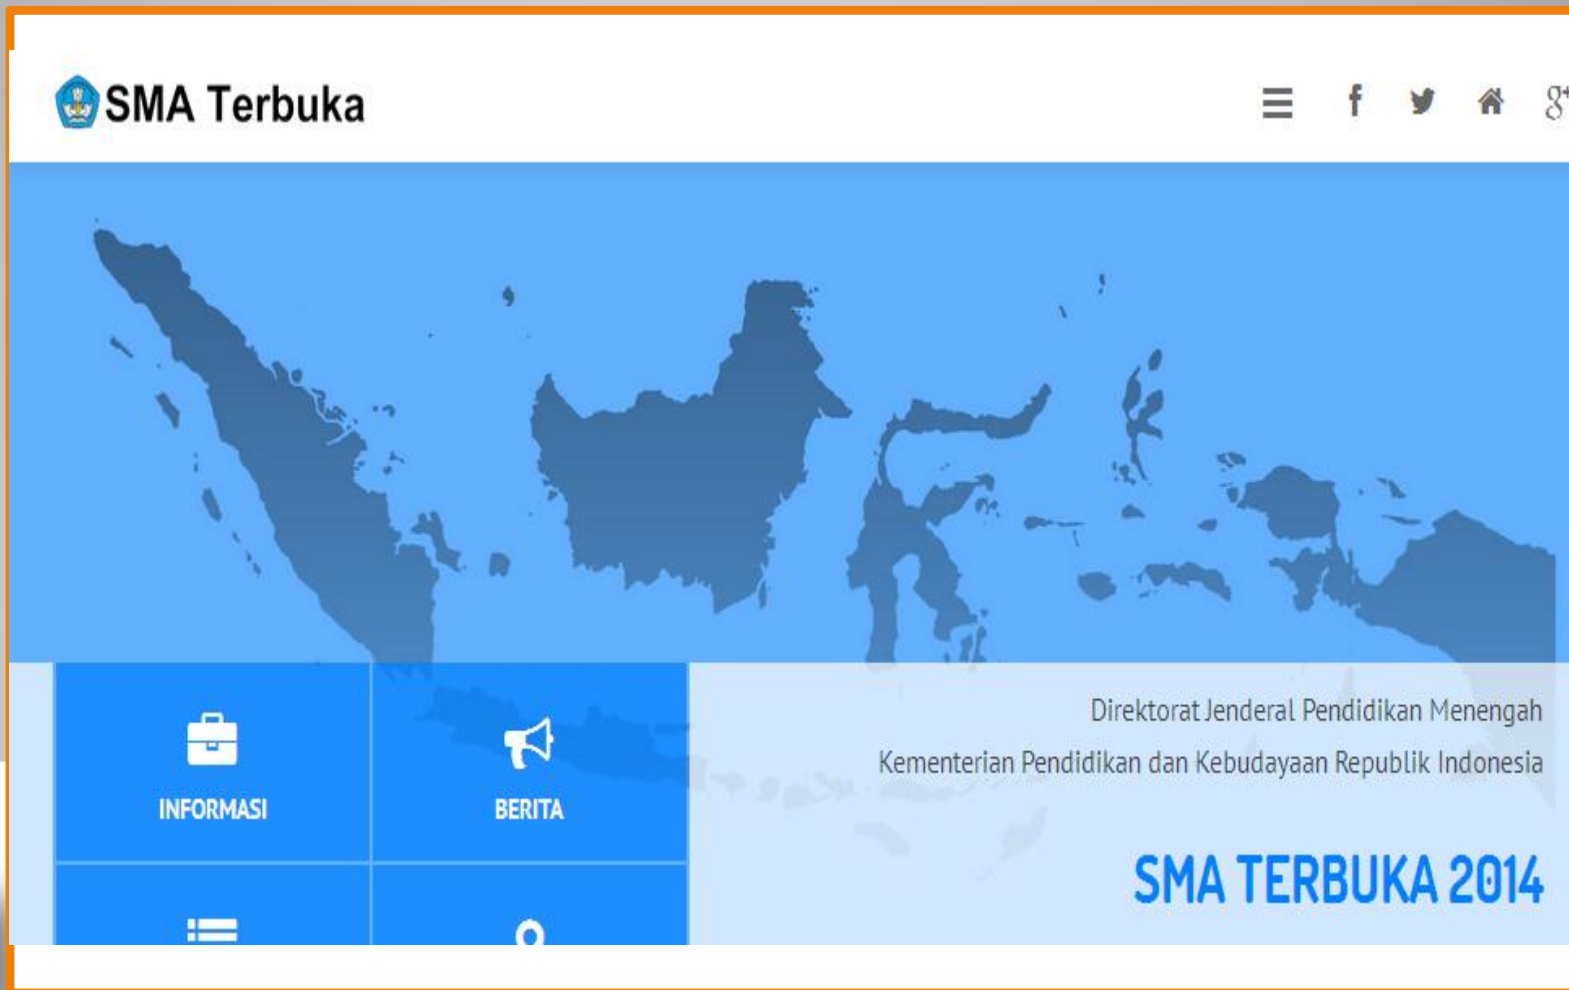 SMA Terbuka
Direktorat Jenderal Pendidikan Menengah
Kementerian Pendidikan dan Kebudayaan Republik Indonesia
SMA TERBUKA 2014
INFORMASI
BERITA